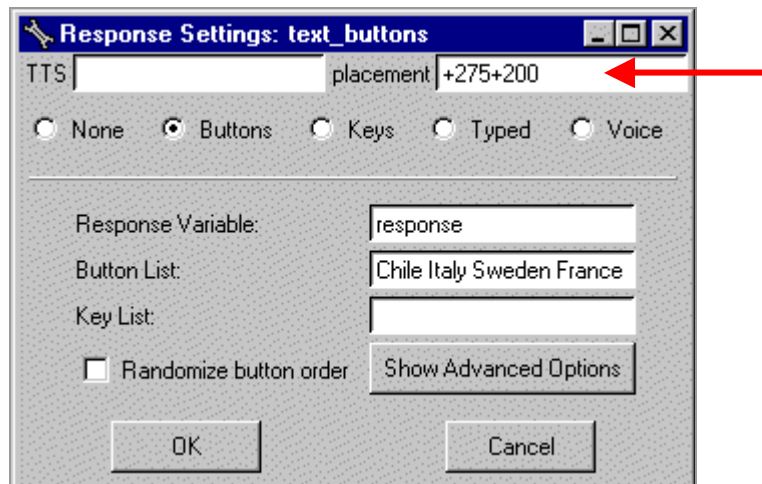 Response Settings: text_buttons
TTS placement +275+200
None Buttons Keys Typed Voice
Response Variable: response
Button List: Chile Italy Sweden France
Key List:
Randomize button order Show Advanced Options
OK Cancel